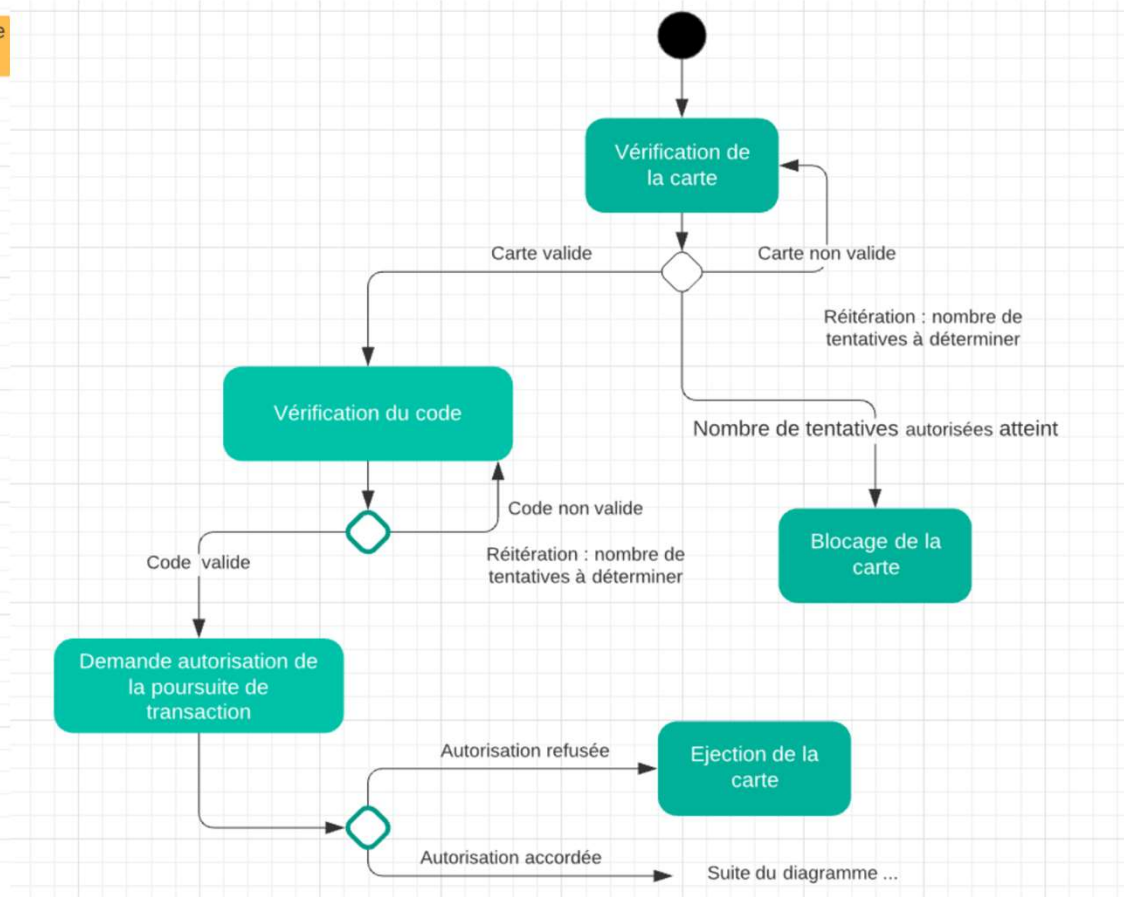 e
Vérification de
la carte
Carte valide
Carte non valide
Réitération : nombre de
tentatives à déterminer
Vérification du code
Nombre de tentatives autorisées atteint
Code non valide
Réitération : nombre de
tentatives à déterminer
Code valide
Blocage de la
carte
Demande autorisation de
la poursuite de
transaction
Autorisation refusée
Ejection de la
carte
Autorisation accordée
Suite du diagramme ...